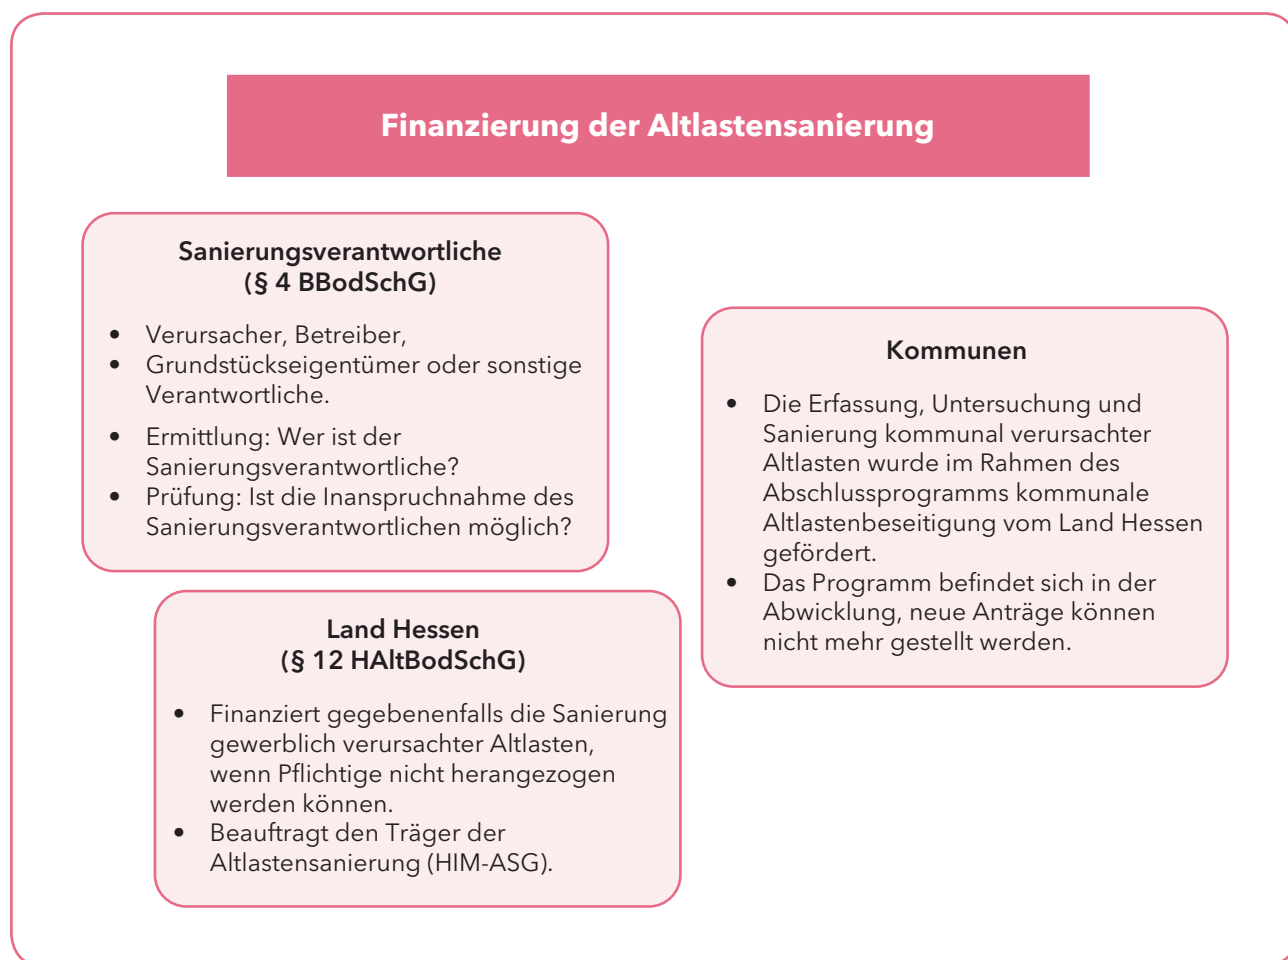 Finanzierung der Altlastensanierung
Sanierungsverantwortliche
(§ 4 BBodSchG)
• Verursacher, Betreiber,
• Grundstückseigentümer oder sonstige
Verantwortliche.
• Ermittlung: Wer ist der
Sanierungsverantwortliche?
• Prüfung: Ist die Inanspruchnahme des
Sanierungsverantwortlichen möglich?
Land Hessen
(§ 12 HAltBodSchG)
• Finanziert gegebenenfalls die Sanierung
gewerblich verursachter Altlasten,
wenn Pflichtige nicht herangezogen
werden können.
• Beauftragt den Träger der
Altlastensanierung (HIM-ASG).
Kommunen
• Die Erfassung, Untersuchung und
Sanierung kommunal verursachter
Altlasten wurde im Rahmen des
Abschlussprogramms kommunale
Altlastenbeseitigung vom Land Hessen
gefördert.
• Das Programm befindet sich in der
Abwicklung, neue Anträge können
nicht mehr gestellt werden.